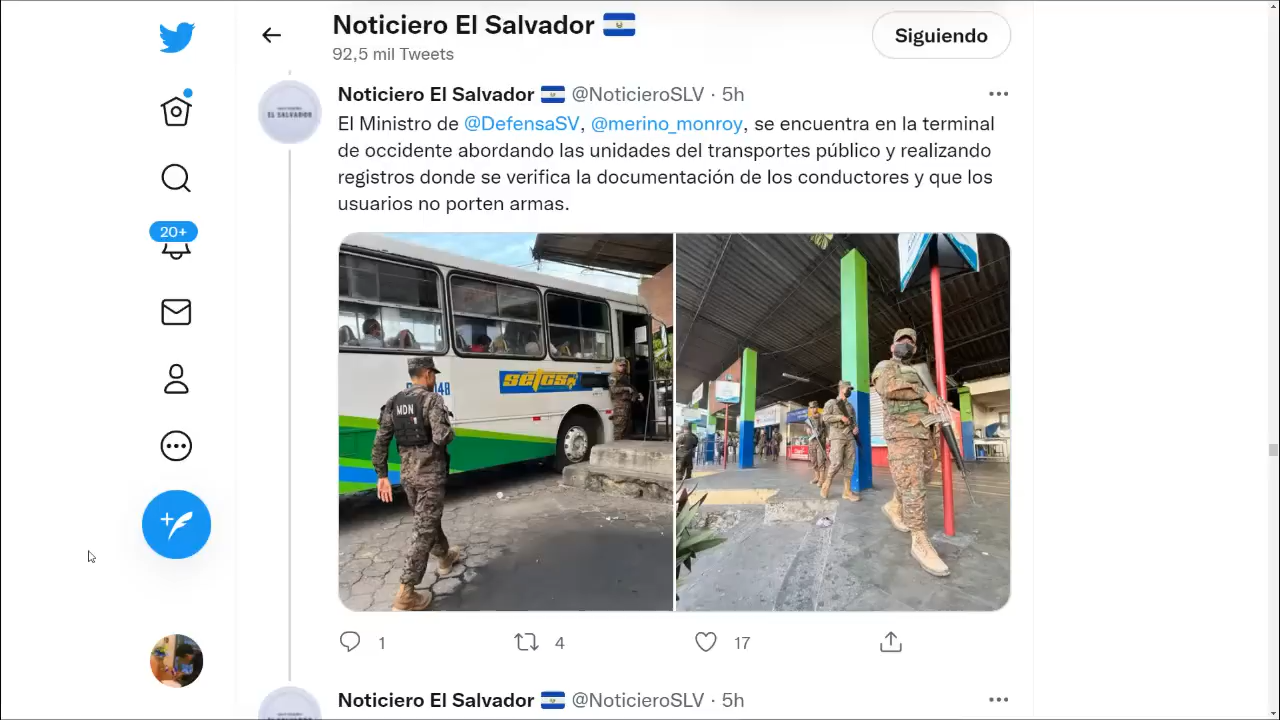 Noticiero El Salvador
92,5 mil Tweets
Siguiendo
Noticiero El Salvador @NoticieroSLV · 5h
EL SALVADOR
El Ministro de @DefensaSV, @merino_monroy, se encuentra en la terminal
de occidente abordando las unidades del transportes público y realizando
registros donde se verifica la documentación de los conductores y que los
usuarios no porten armas.
20+
MDN
setcs
1
4
17
Noticiero El Salvador @NoticieroSLV · 5h